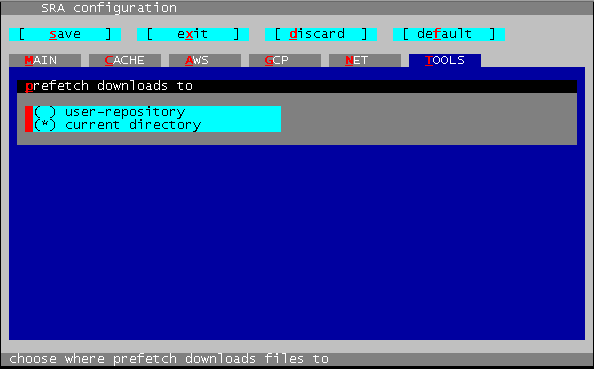 SRA configuration
[ save ] [ exit ] [ discard ] [ default ]
MAIN CACHE AWS GCP NET TOOLS
prefetch downloads to
( ) user-repository
(*) current directory
choose where prefetch downloads files to